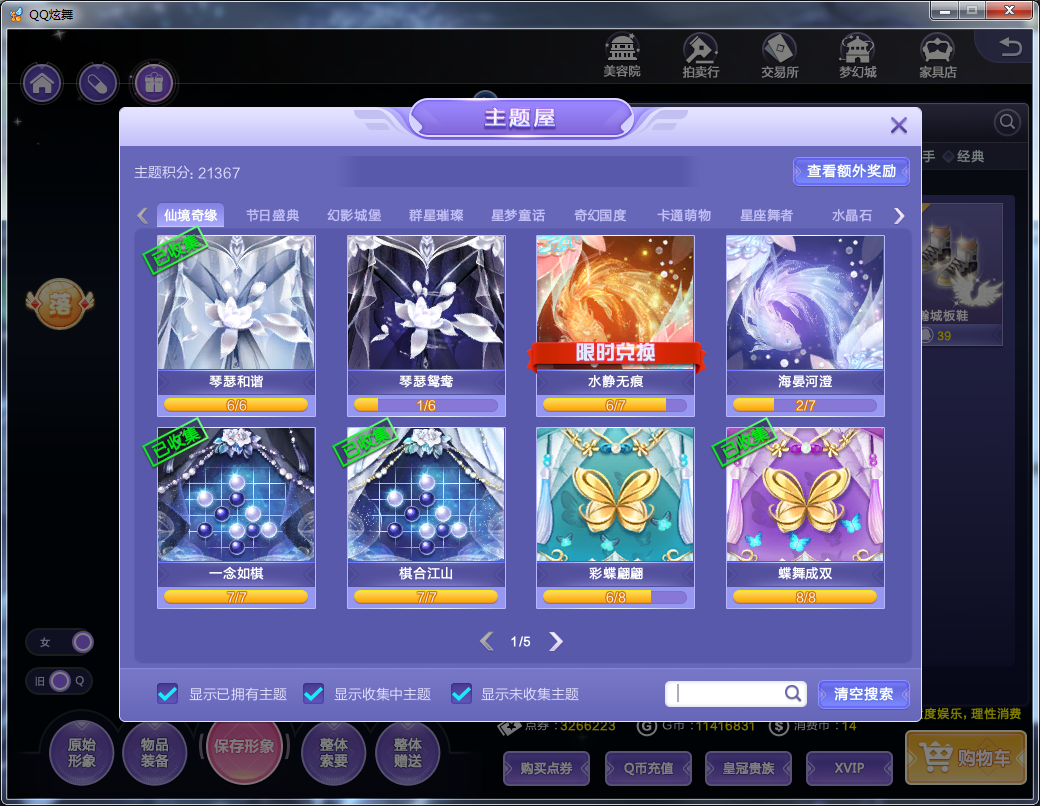 QQ炫舞
美容院 拍卖行 交易所 梦幻城 家具店
主题屋
主题积分: 21367
查看额外奖励
手 经典
仙境奇缘 节日盛典 幻影城堡 群星璀璨 星梦童话 奇幻国度 卡通萌物 星座舞者 水晶石
已收集
限时兑换
琴瑟和谐 琴瑟鸳鸯 水静无痕 海晏河澄
6/6 1/6 6/7 2/7
落
城板鞋
39
已收集 已收集 已收集
一念如棋 棋合江山 彩蝶翩翩 蝶舞成双
7/7 7/7 6/8 8/8
1/5
女
旧 Q
显示已拥有主题 显示收集中主题 显示未收集主题
清空搜索
度娱乐, 理性消费
点券 : 3266223 G币 : 11416831 消费币 : 14
原始形象 物品装备 保存形象 整体索要 整体赠送
购买点券 Q币充值 皇冠贵族 XVIP 购物车